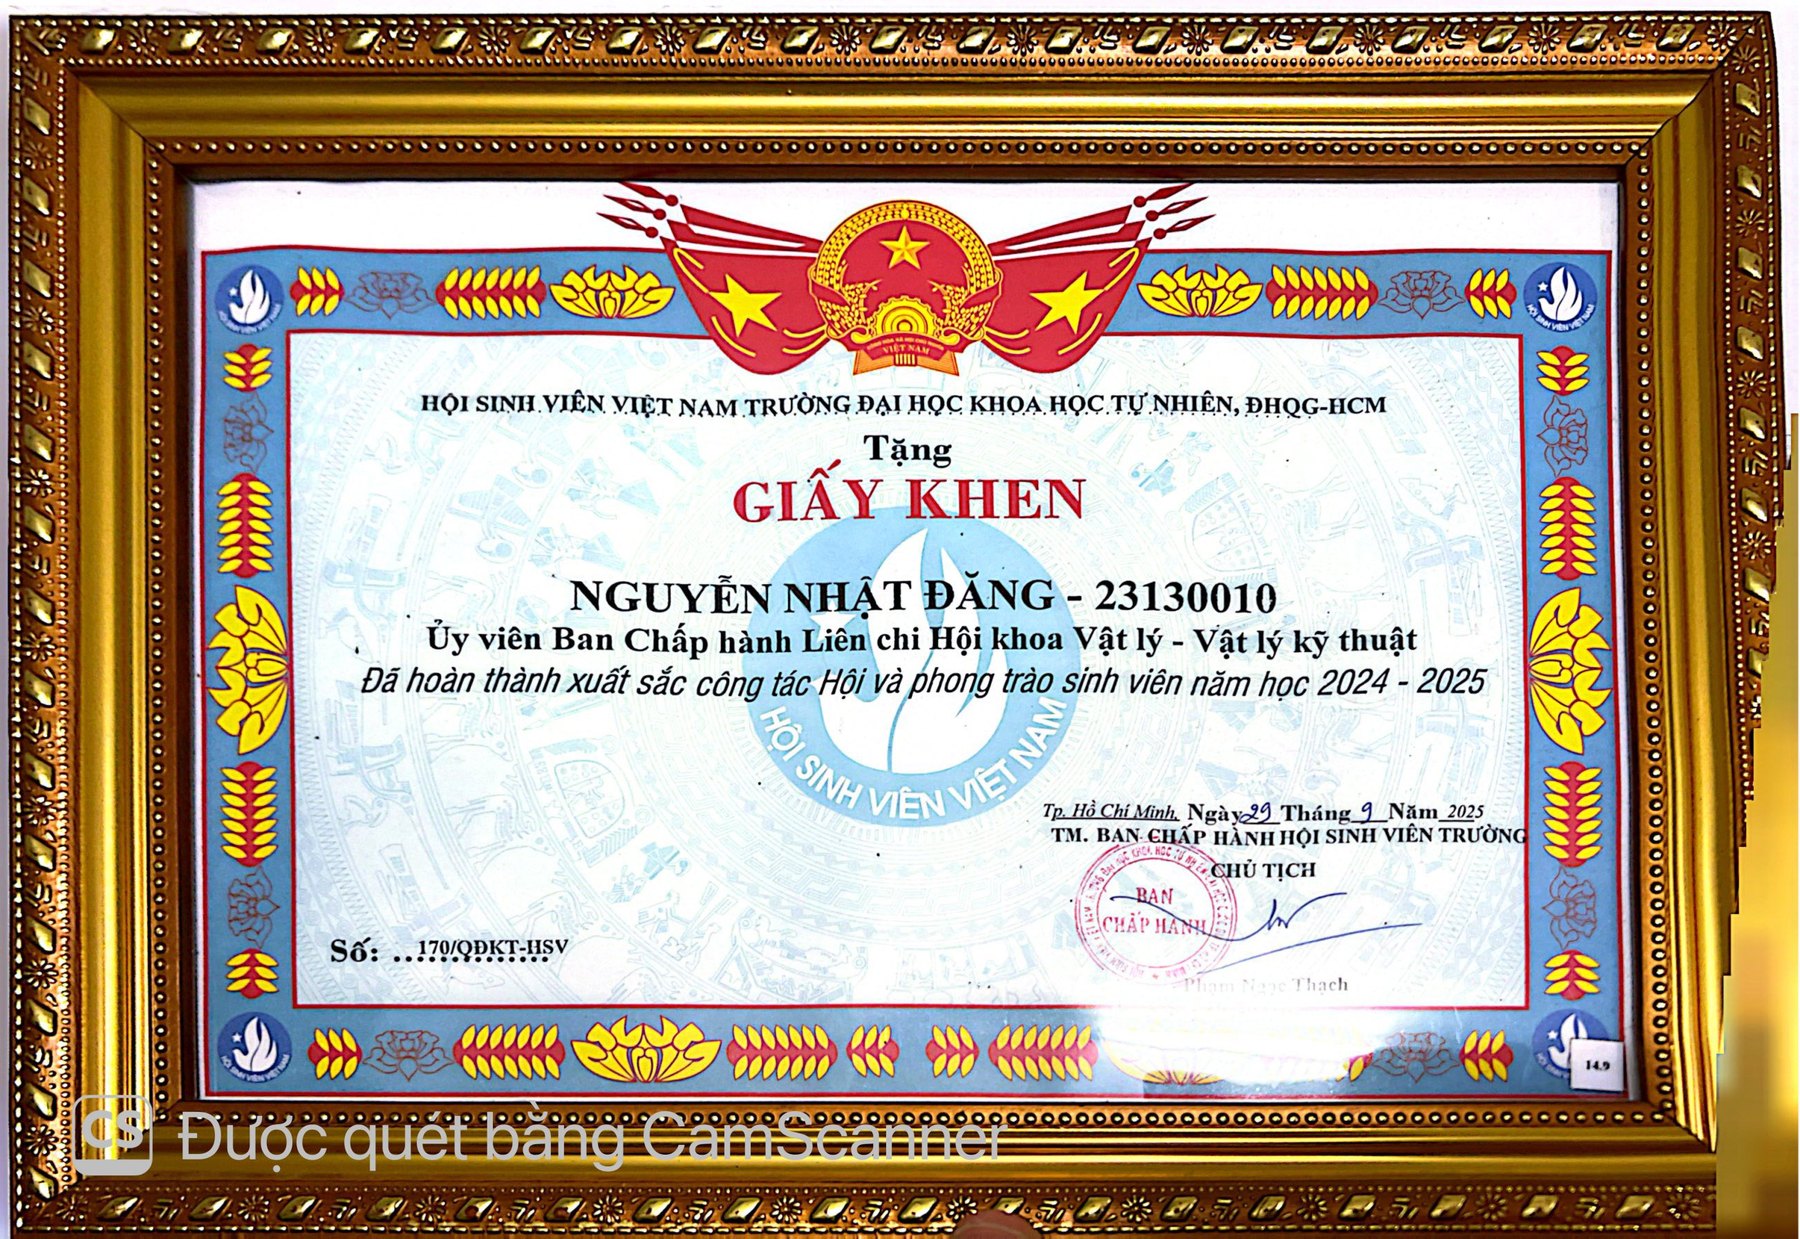 VIỆT NAM
HỘI SINH VIÊN VIỆT NAM TRƯỜNG ĐẠI HỌC KHOA HỌC TỰ NHIÊN, ĐHQG-HCM
Tặng
GIẤY KHEN
NGUYỄN NHẬT ĐĂNG - 23130010
Ủy viên Ban Chấp hành Liên chi Hội khoa Vật lý - Vật lý kỹ thuật
Đã hoàn thành xuất sắc công tác Hội và phong trào sinh viên năm học 2024 - 2025
HỘI SINH VIÊN VIỆT NAM
Tp. Hồ Chí Minh, Ngày 29 Tháng 9 Năm 2025
TM. BAN CHẤP HÀNH HỘI SINH VIÊN TRƯỜNG
CHỦ TỊCH
BAN
CHẤP HÀNH
Số: 170/QĐKT-HSV
Phạm Ngọc Thạch
14.9
CS Được quét bằng CamScanner